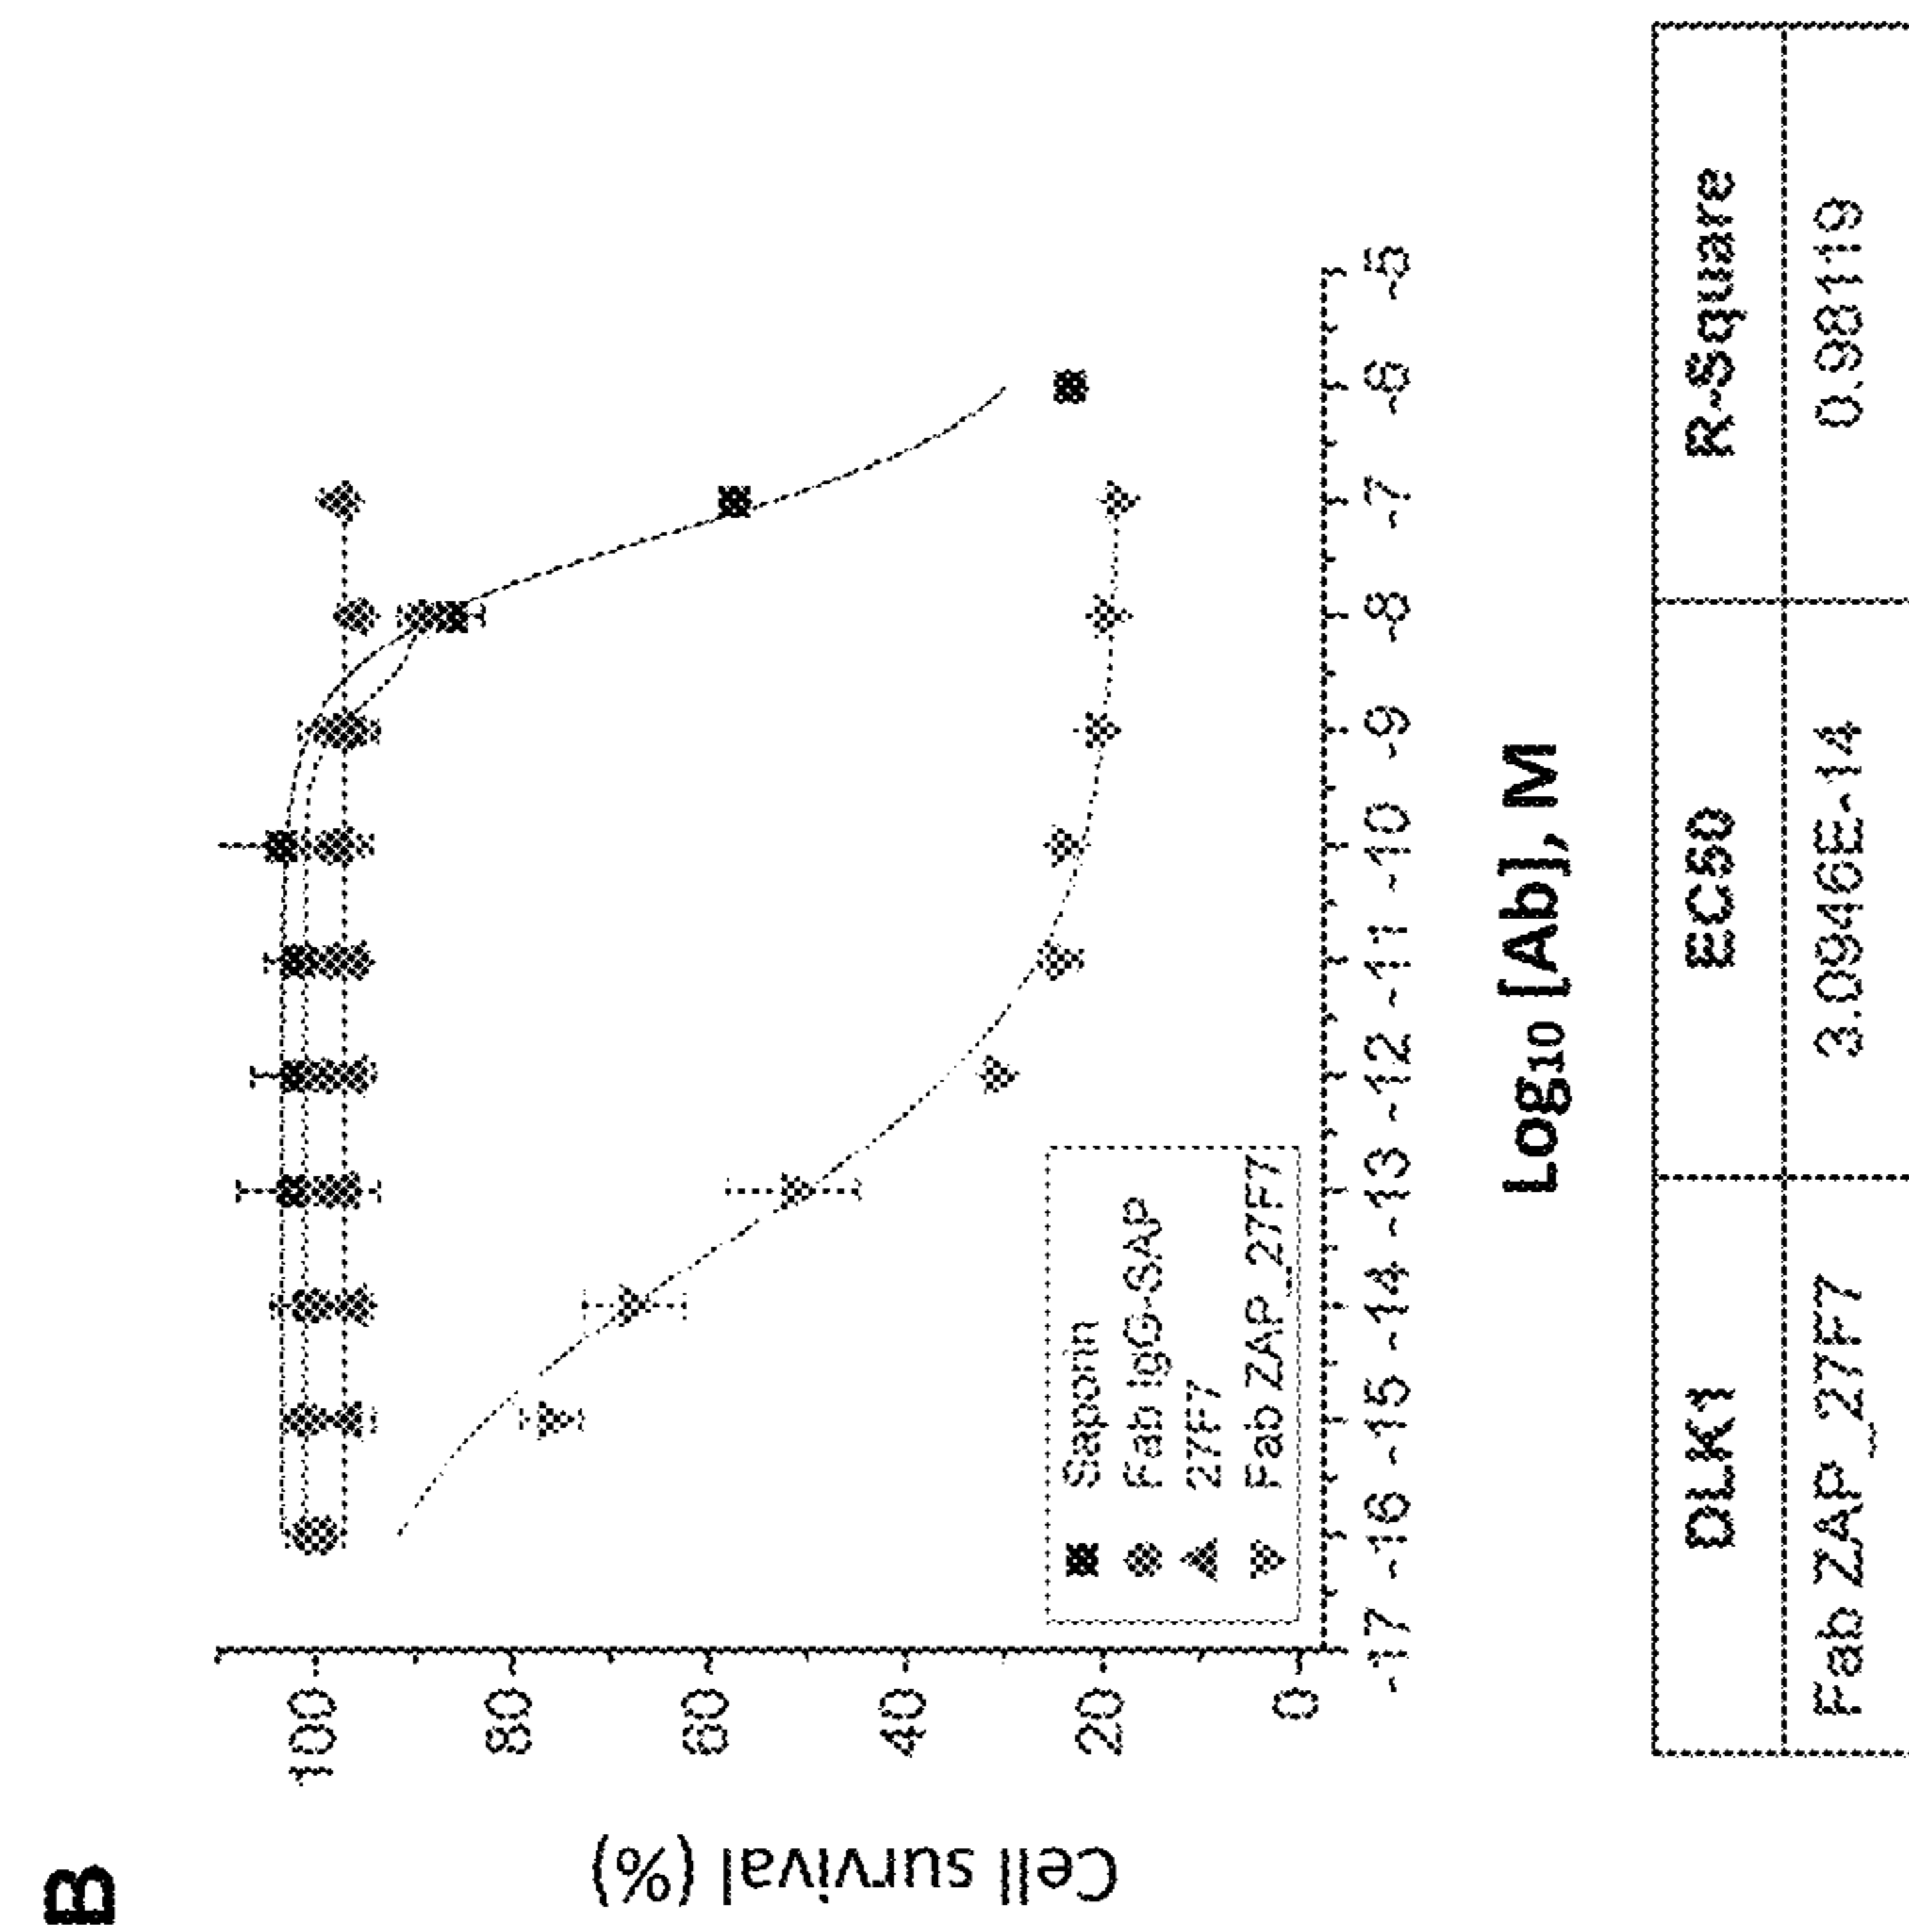 B
Cell survival (%)
100
80
60
40
20
0
-17 -16 -15 -14 -13 -12 -11 -10 -9 -8 -7 -6 -5
Saporin
Fab IgG-SAP
27F7
Fab ZAP_27F7
Log10 [Ab], M
DLK1 EC50 R-Square
Fab ZAP_27F7 3.0946E-14 0.98119